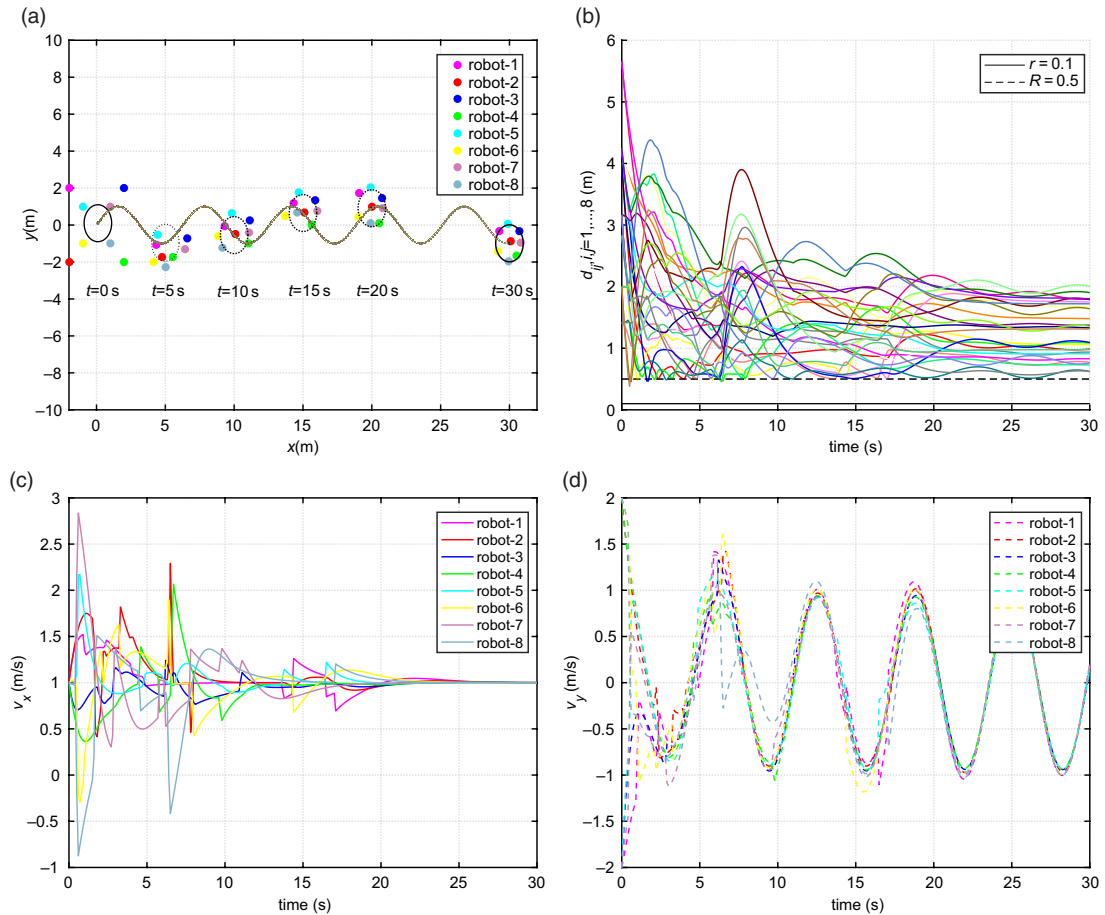 (a)
10
8
6
4
2
0
−2
−4
−6
−8
−10
y(m)
robot-1
robot-2
robot-3
robot-4
robot-5
robot-6
robot-7
robot-8
t=0 s
t=5 s
t=10 s
t=15 s
t=20 s
t=30 s
0 5 10 15 20 25 30
x(m)
(b)
6
5
4
3
2
1
0
d_ij, i,j=1,...,8 (m)
r = 0.1
R = 0.5
0 5 10 15 20 25 30
time (s)
(c)
3
2.5
2
1.5
1
0.5
0
−0.5
−1
v_x (m/s)
robot-1
robot-2
robot-3
robot-4
robot-5
robot-6
robot-7
robot-8
0 5 10 15 20 25 30
time (s)
(d)
2
1.5
1
0.5
0
−0.5
−1
−1.5
−2
v_y (m/s)
robot-1
robot-2
robot-3
robot-4
robot-5
robot-6
robot-7
robot-8
0 5 10 15 20 25 30
time (s)